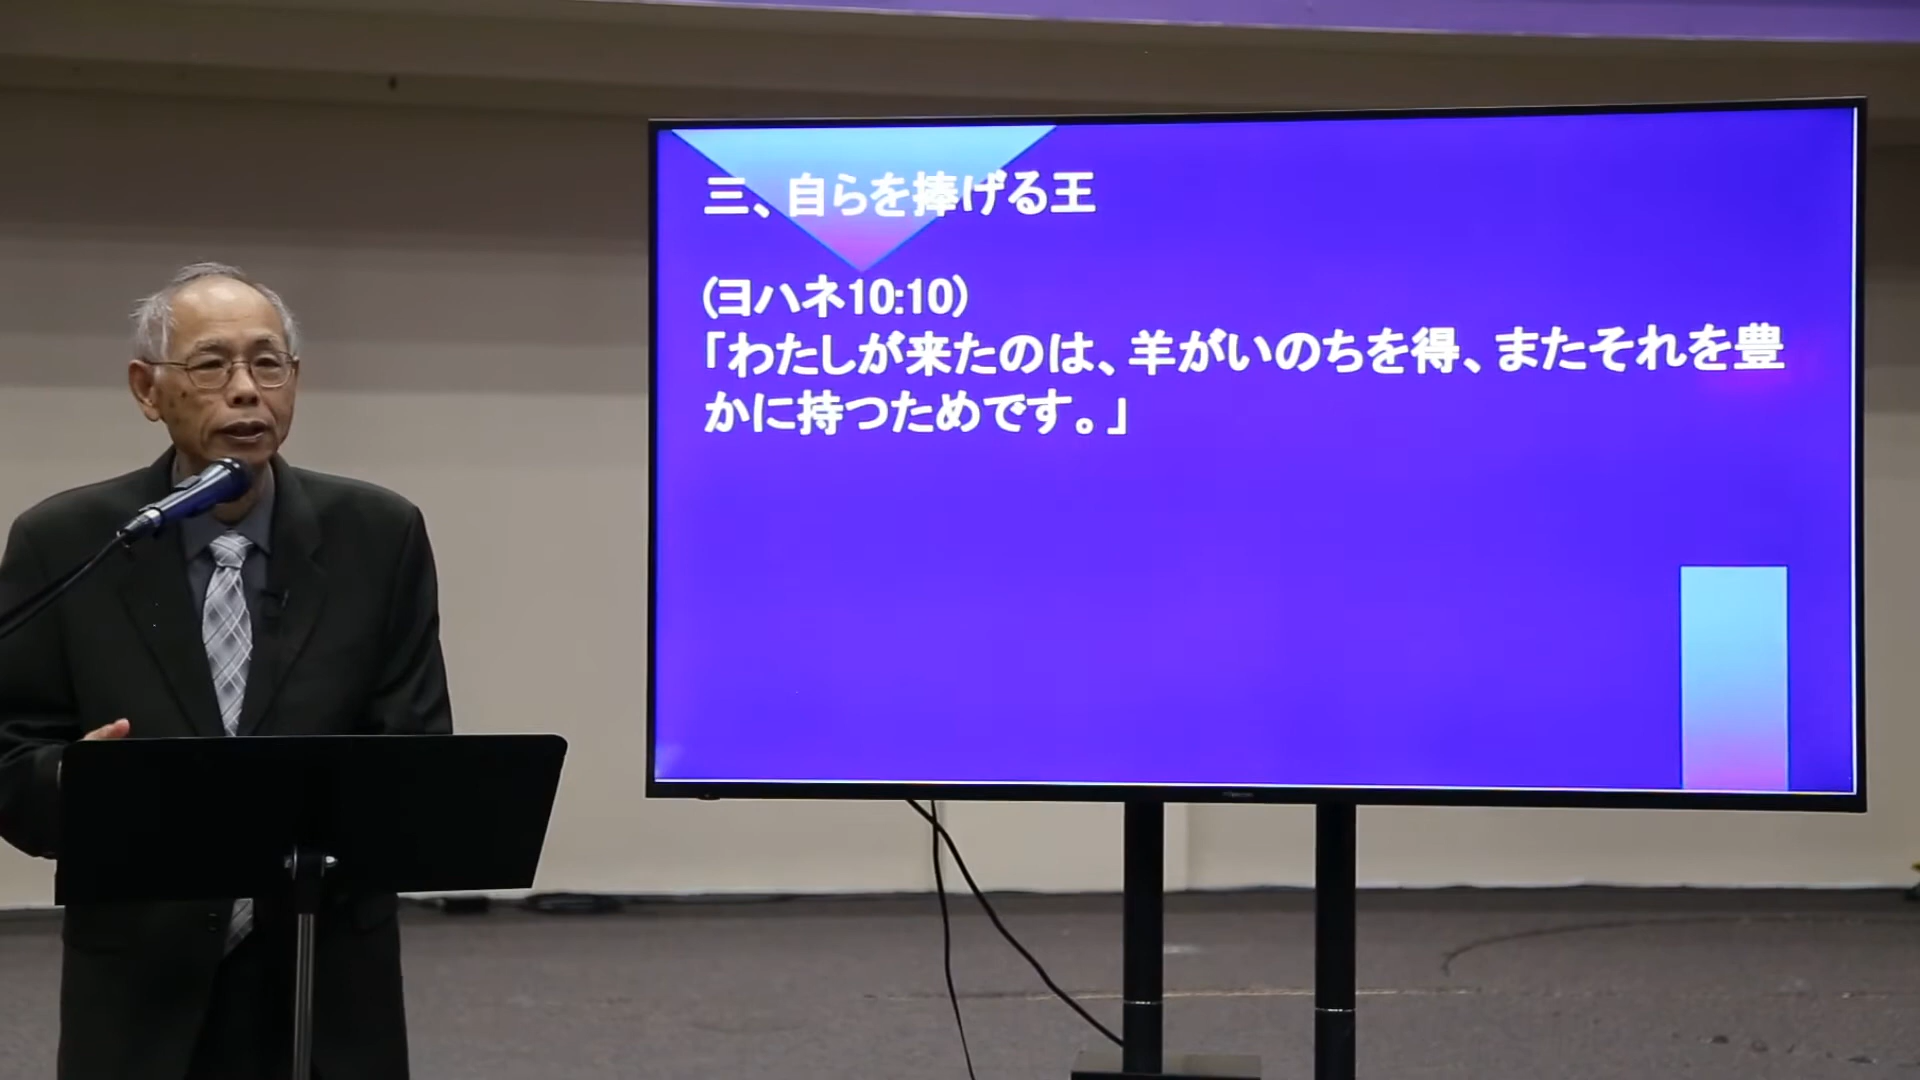 三、自らを捧げる王
(ヨハネ10:10)
「わたしが来たのは、羊がいのちを得、またそれを豊
かに持つためです。」